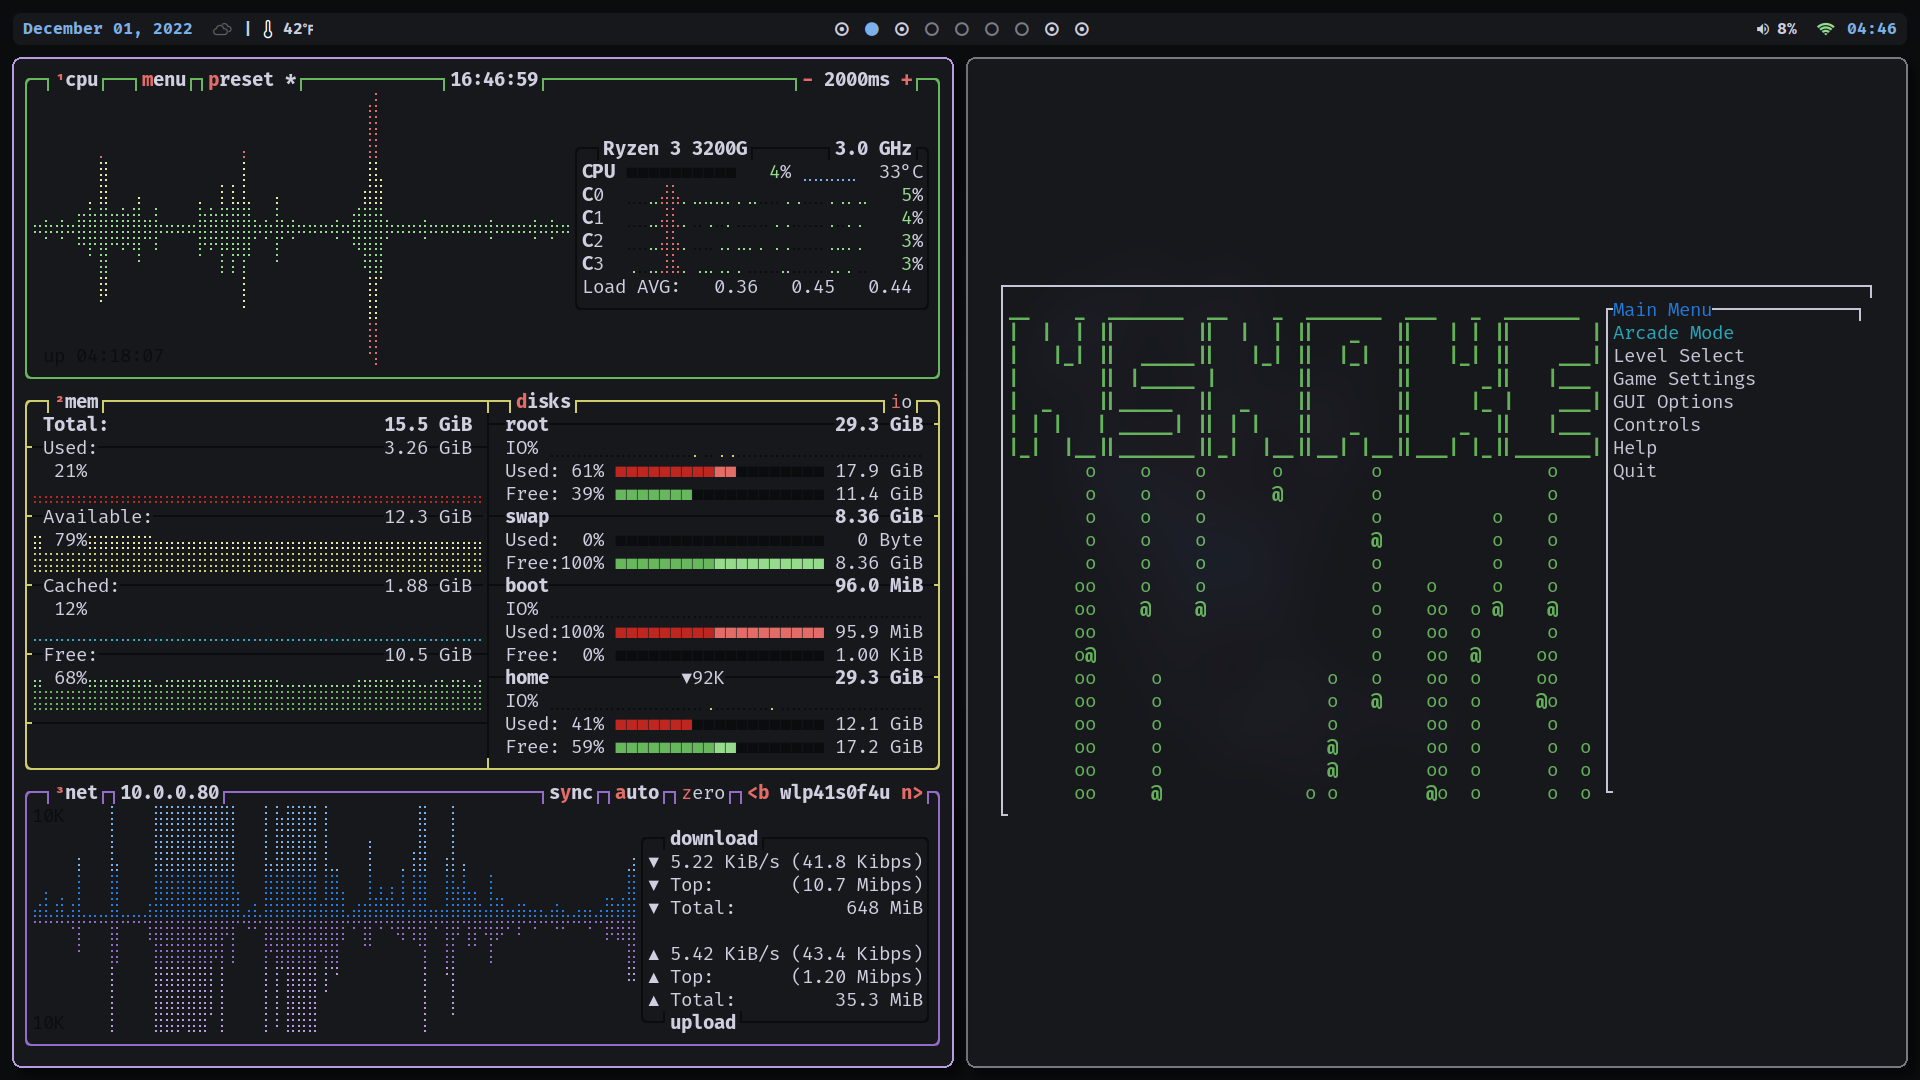 December 01, 2022 42°F 8% 04:46
¹cpu menu preset * 16:46:59 - 2000ms +
Ryzen 3 3200G 3.0 GHz
CPU 4% 33°C
C0 5%
C1 4%
C2 3%
C3 3%
Load AVG: 0.36 0.45 0.44
up 04:18:07
²mem
Total: 15.5 GiB
Used: 3.26 GiB
21%
Available: 12.3 GiB
79%
Cached: 1.88 GiB
12%
Free: 10.5 GiB
68%
disks io
root 29.3 GiB
IO%
Used: 61% 17.9 GiB
Free: 39% 11.4 GiB
swap 8.36 GiB
Used: 0% 0 Byte
Free:100% 8.36 GiB
boot 96.0 MiB
IO%
Used:100% 95.9 MiB
Free: 0% 1.00 KiB
home ▼92K 29.3 GiB
IO%
Used: 41% 12.1 GiB
Free: 59% 17.2 GiB
³net 10.0.0.80 sync auto zero <b wlp41s0f4u n>
10K
10K
download
▼ 5.22 KiB/s (41.8 Kibps)
▼ Top: (10.7 Mibps)
▼ Total: 648 MiB
▲ 5.42 KiB/s (43.4 Kibps)
▲ Top: (1.20 Mibps)
▲ Total: 35.3 MiB
upload
NSNAKE
Main Menu
Arcade Mode
Level Select
Game Settings
GUI Options
Controls
Help
Quit